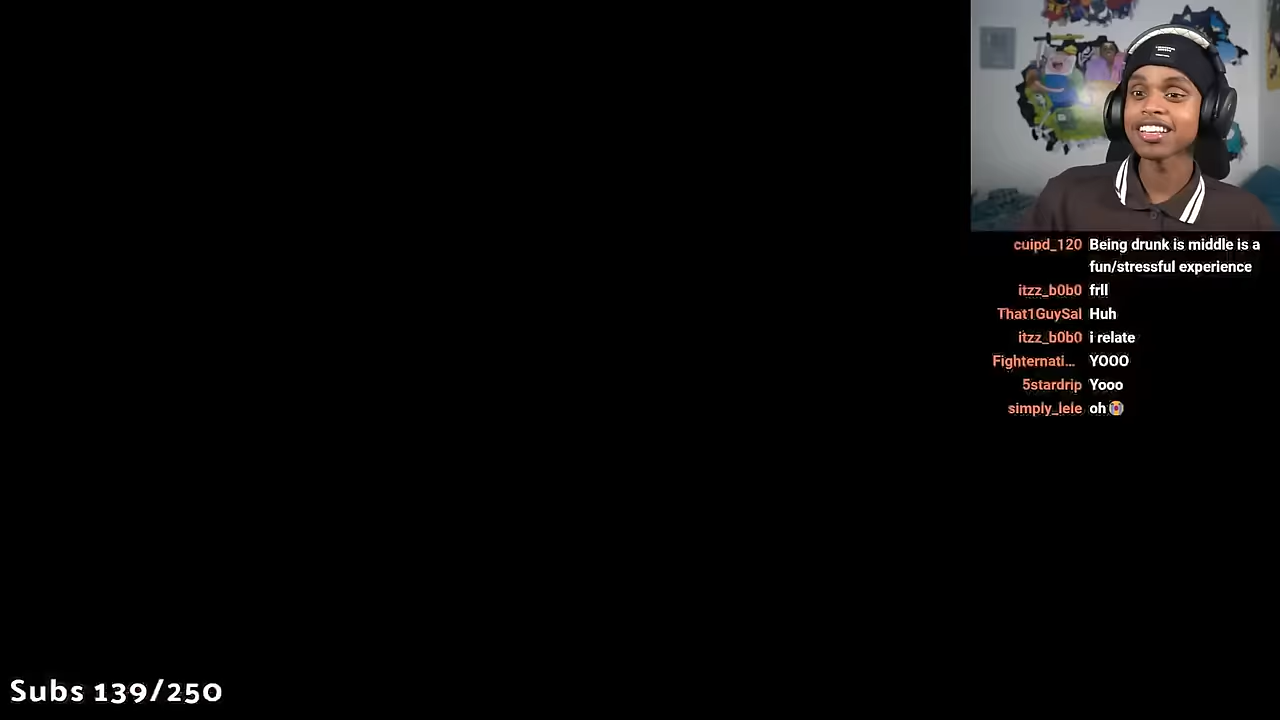 cuipd_120 Being drunk is middle is a
fun/stressful experience
itzz_b0b0 frll
That1GuySal Huh
itzz_b0b0 i relate
Fighternati... YOOO
5stardrip Yooo
simply_lele oh😭
Subs 139/250